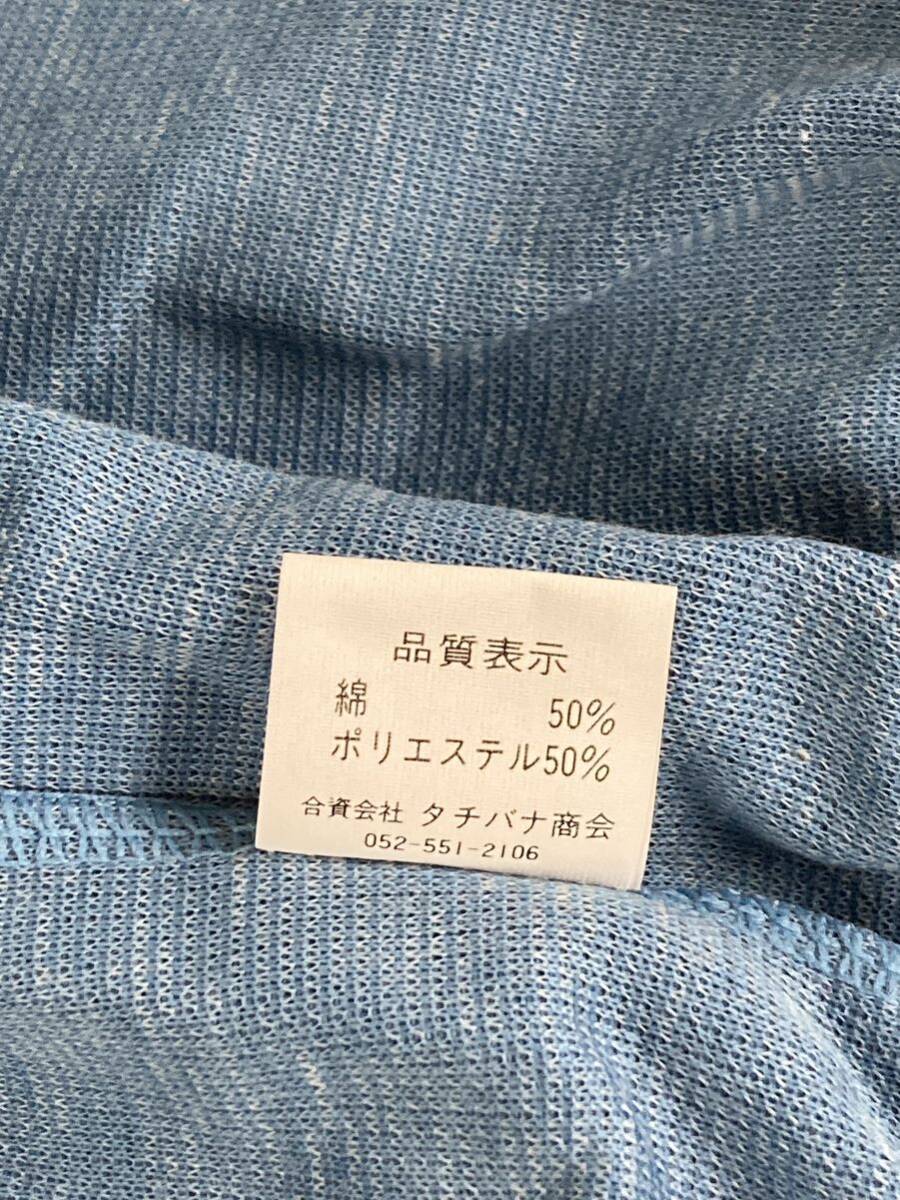 品質表示
綿 50%
ポリエステル50%
合資会社 タチバナ商会
052-551-2106